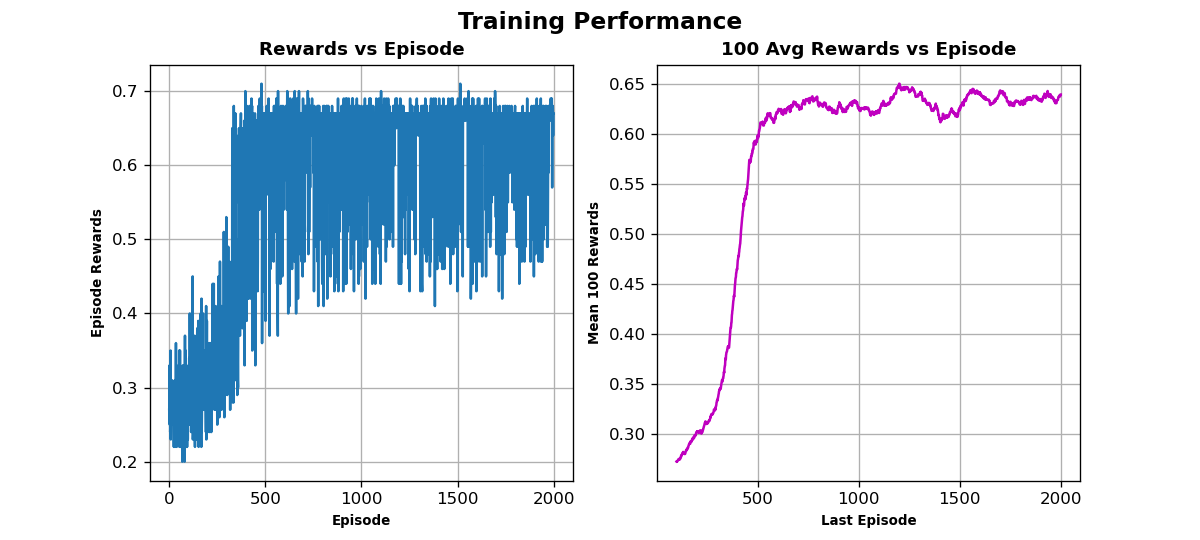 Training Performance
Rewards vs Episode
0.7
0.6
0.5
0.4
0.3
0.2
Episode Rewards
0 500 1000 1500 2000
Episode
100 Avg Rewards vs Episode
0.65
0.60
0.55
0.50
0.45
0.40
0.35
0.30
Mean 100 Rewards
500 1000 1500 2000
Last Episode